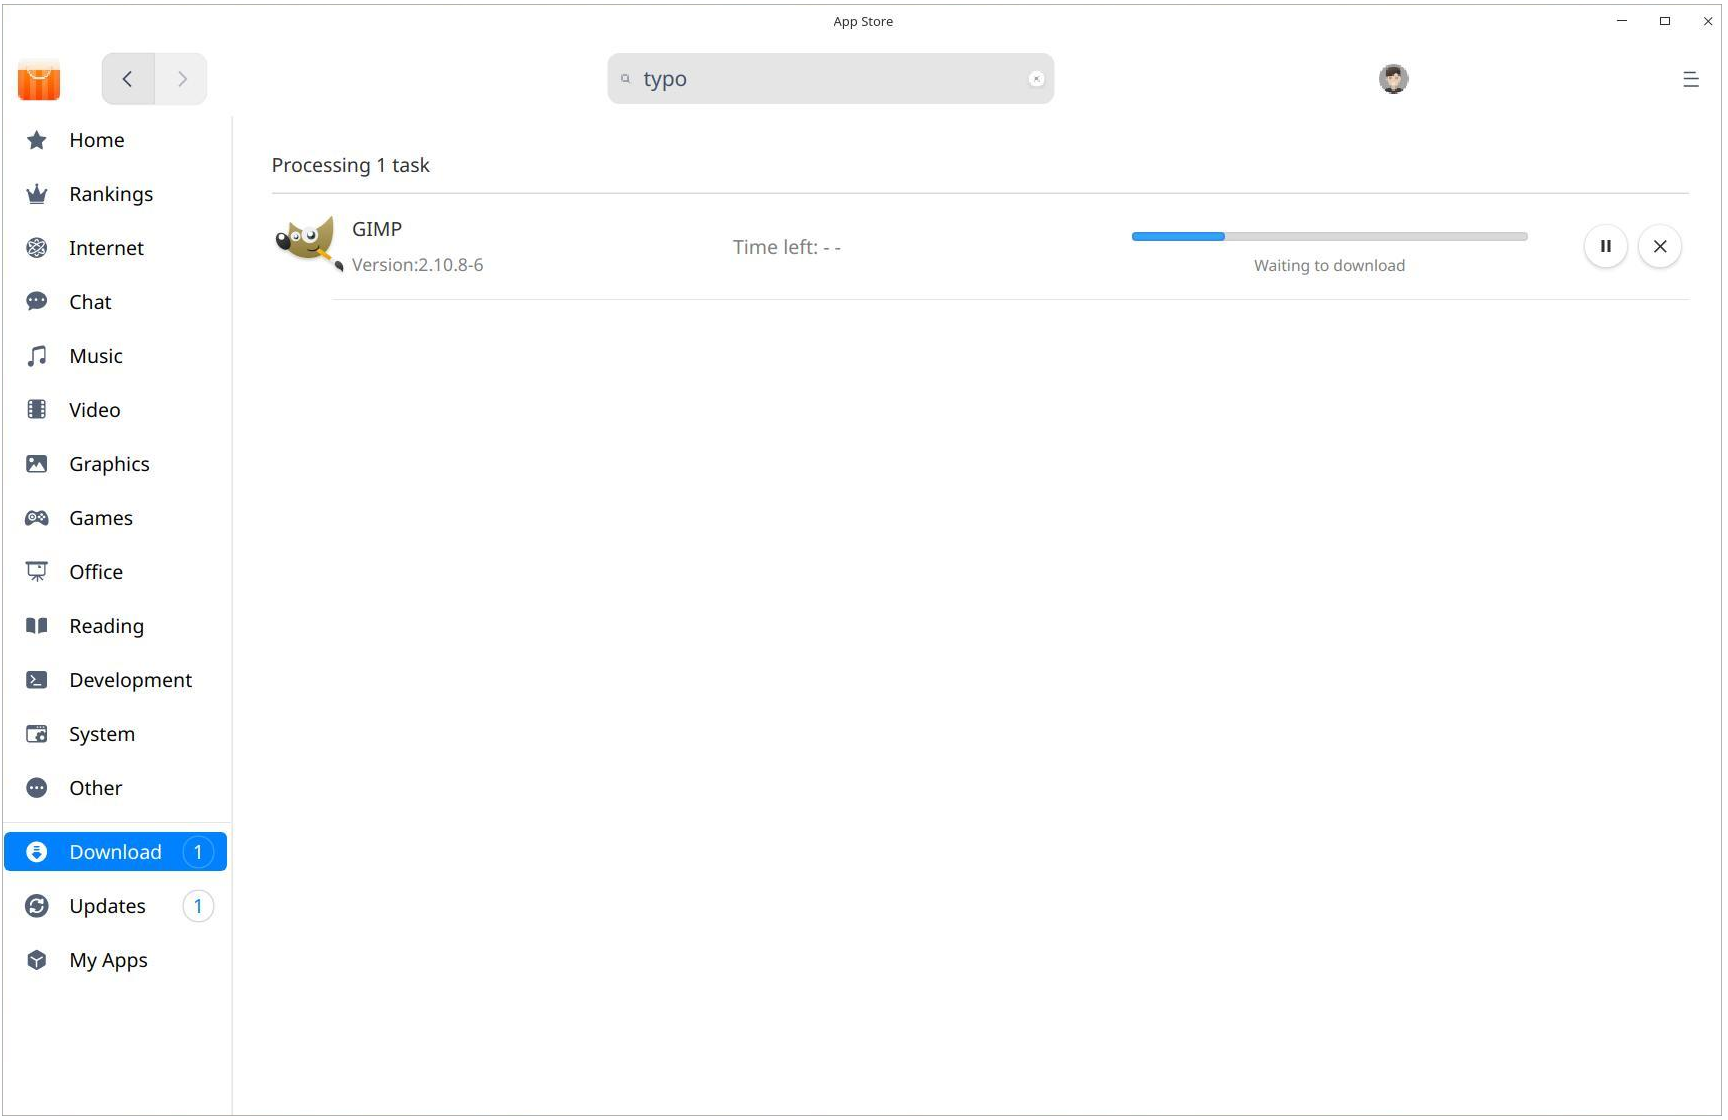 App Store
typo
Home
Rankings
Internet
Chat
Music
Video
Graphics
Games
Office
Reading
Development
System
Other
Download 1
Updates 1
My Apps
Processing 1 task
GIMP
Version:2.10.8-6
Time left: - -
Waiting to download